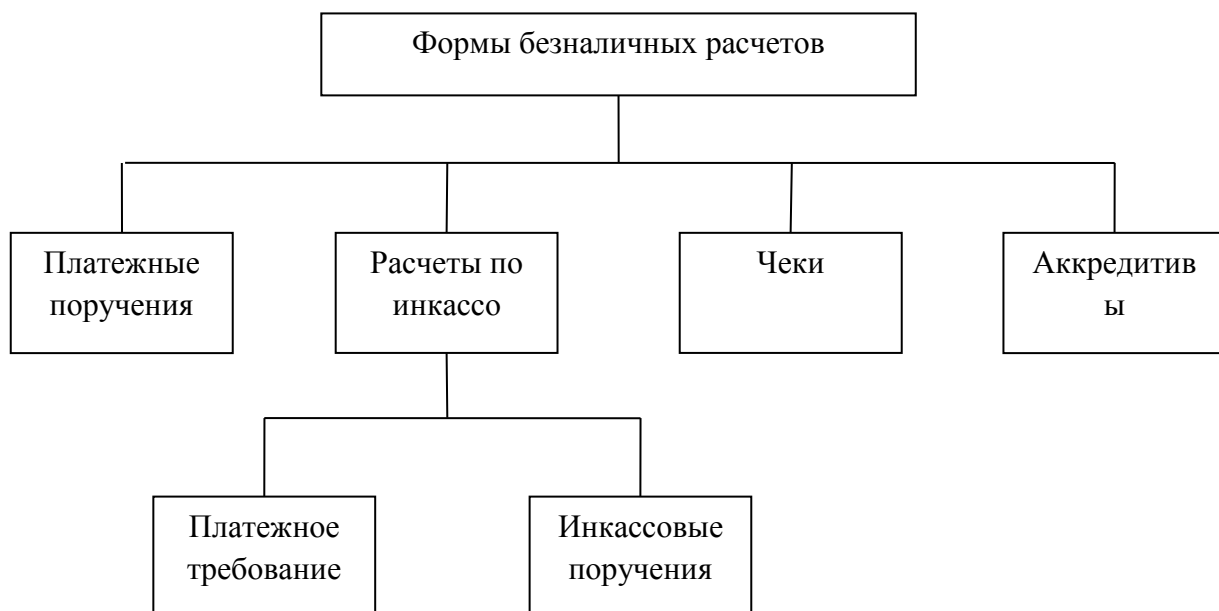 Формы безналичных расчетов
Платежные
поручения
Расчеты по
инкассо
Чеки
Аккредитив
ы
Платежное
требование
Инкассовые
поручения